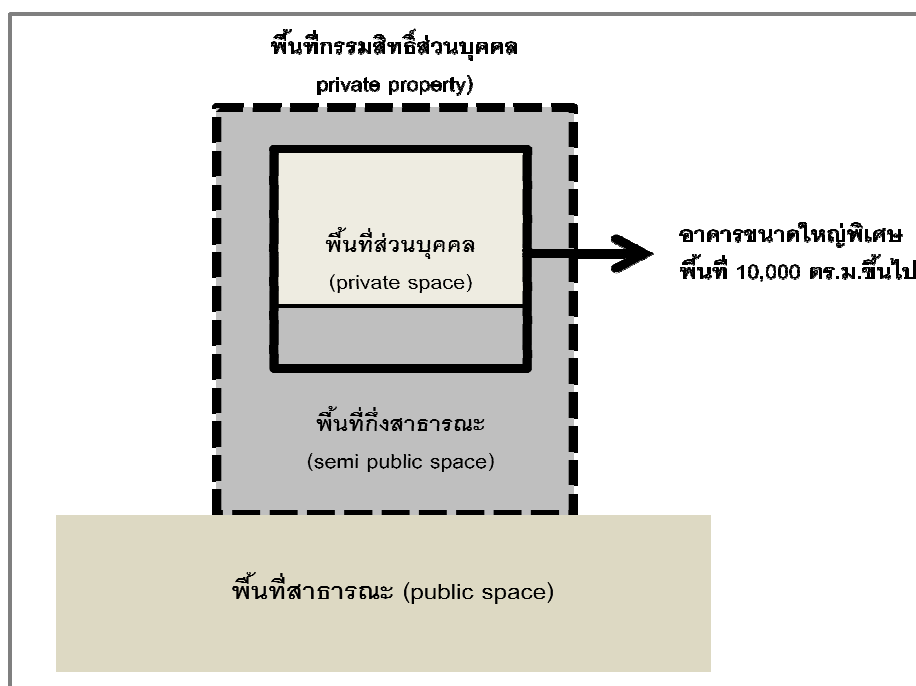 พื้นที่กรรมสิทธิ์ส่วนบุคคล
private property)
พื้นที่ส่วนบุคคล
(private space)
อาคารขนาดใหญ่พิเศษ
พื้นที่ 10,000 ตร.ม.ขึ้นไป
พื้นที่กึ่งสาธารณะ
(semi public space)
พื้นที่สาธารณะ (public space)